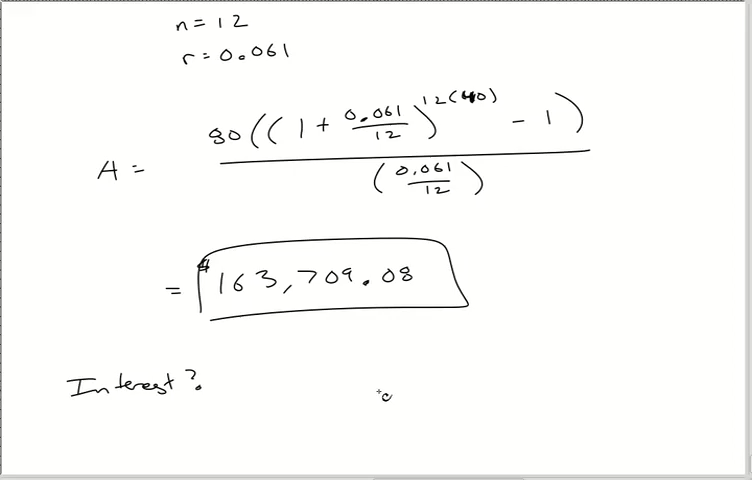 n = 12
r = 0.061
A = 80((1 + 0.061/12)^12(40) - 1) / (0.061/12)
= $163,709.08
Interest?